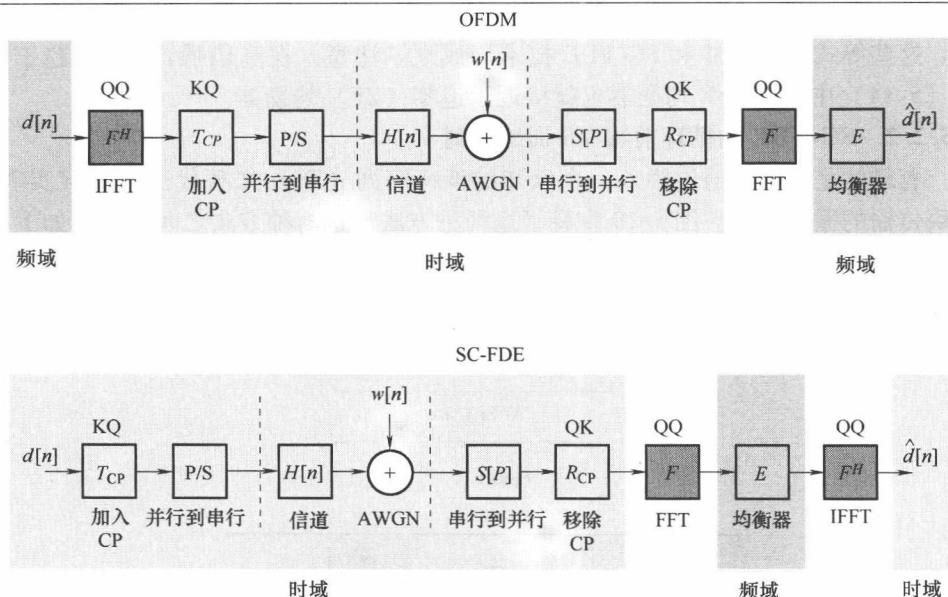 OFDM
w[n]
QQ KQ QK QQ
d[n] F^H T_CP P/S H[n] + S[P] R_CP F E d̂[n]
IFFT 加入 并行到串行 信道 AWGN 串行到并行 移除 FFT 均衡器
CP CP
频域 时域 频域
SC-FDE
w[n]
KQ QK QQ QQ
d[n] T_CP P/S H[n] + S[P] R_CP F E F^H d̂[n]
加入 并行到串行 信道 AWGN 串行到并行 移除 FFT 均衡器 IFFT
CP CP
时域 频域 时域